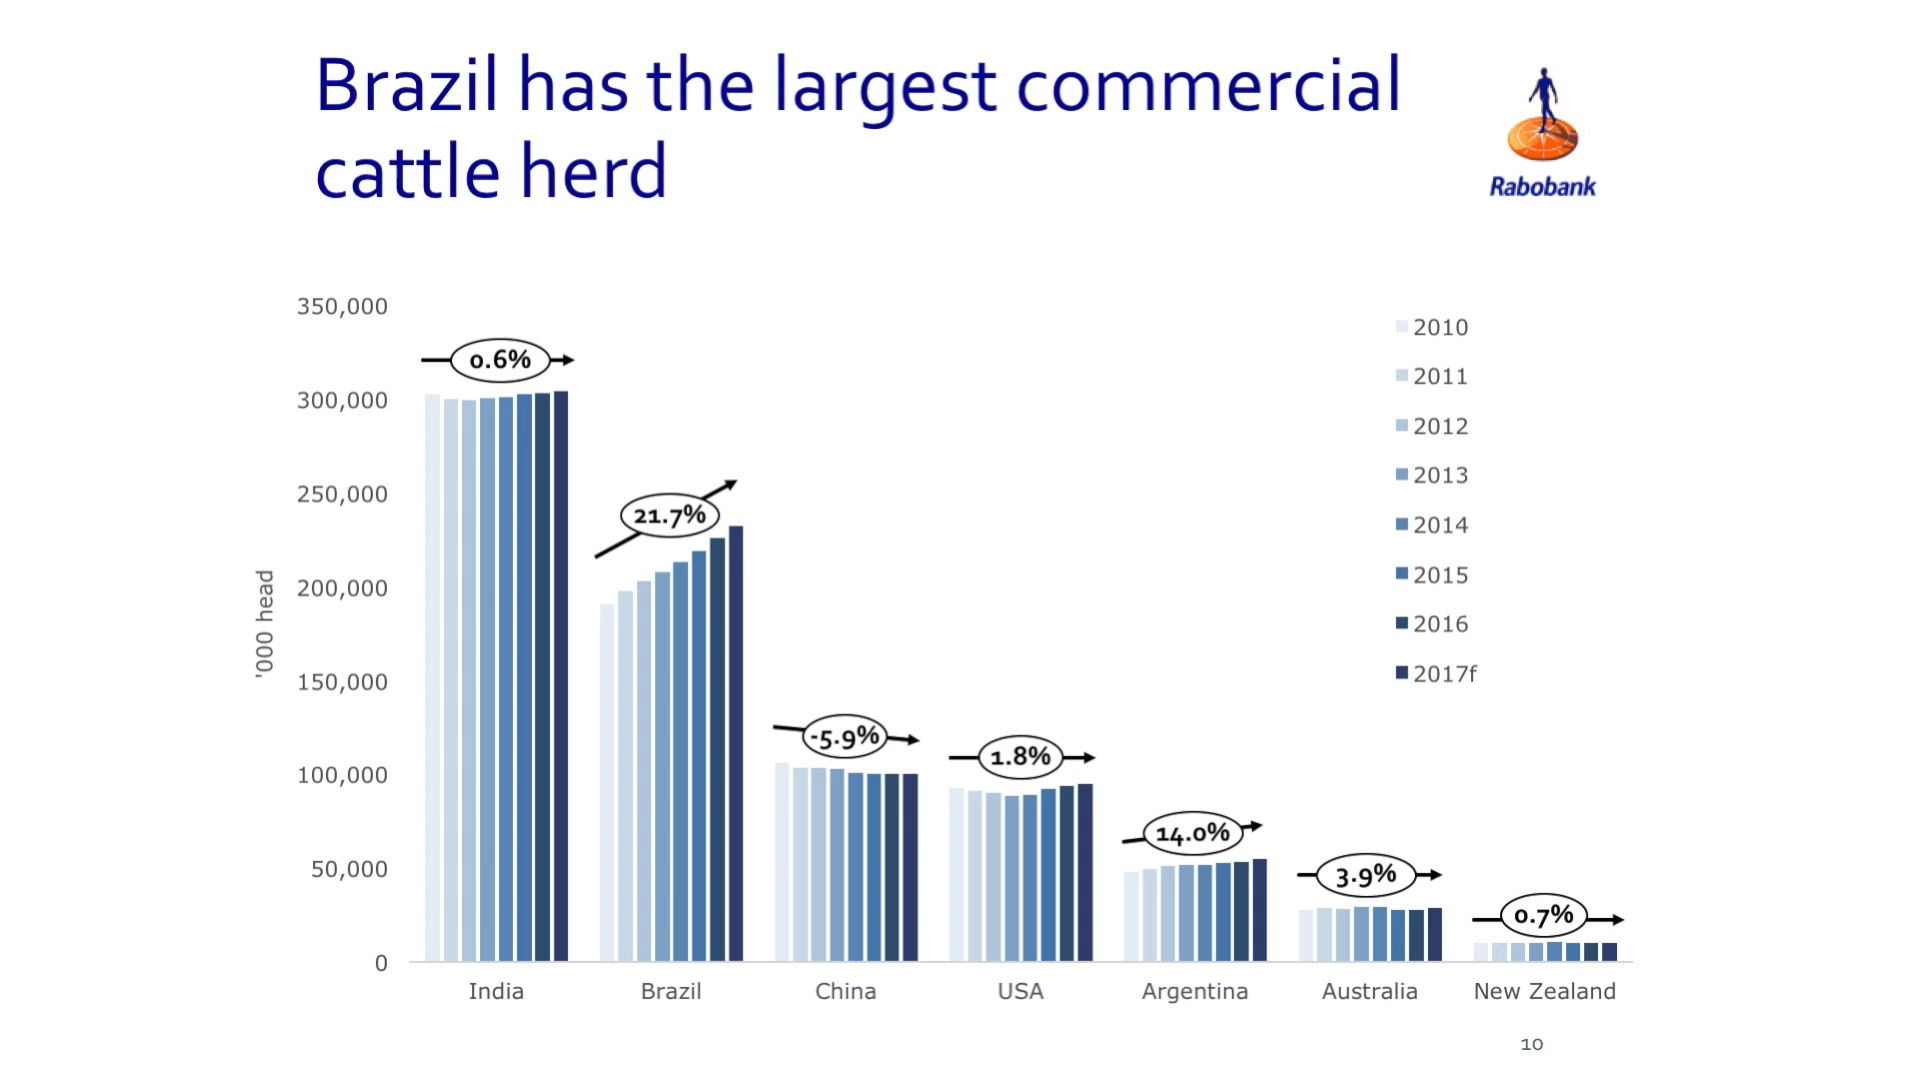 Brazil has the largest commercial
cattle herd
Rabobank
350,000
300,000
250,000
200,000
150,000
100,000
50,000
0
'000 head
0.6%
21.7%
-5.9%
1.8%
14.0%
3.9%
0.7%
2010
2011
2012
2013
2014
2015
2016
2017f
India
Brazil
China
USA
Argentina
Australia
New Zealand
10